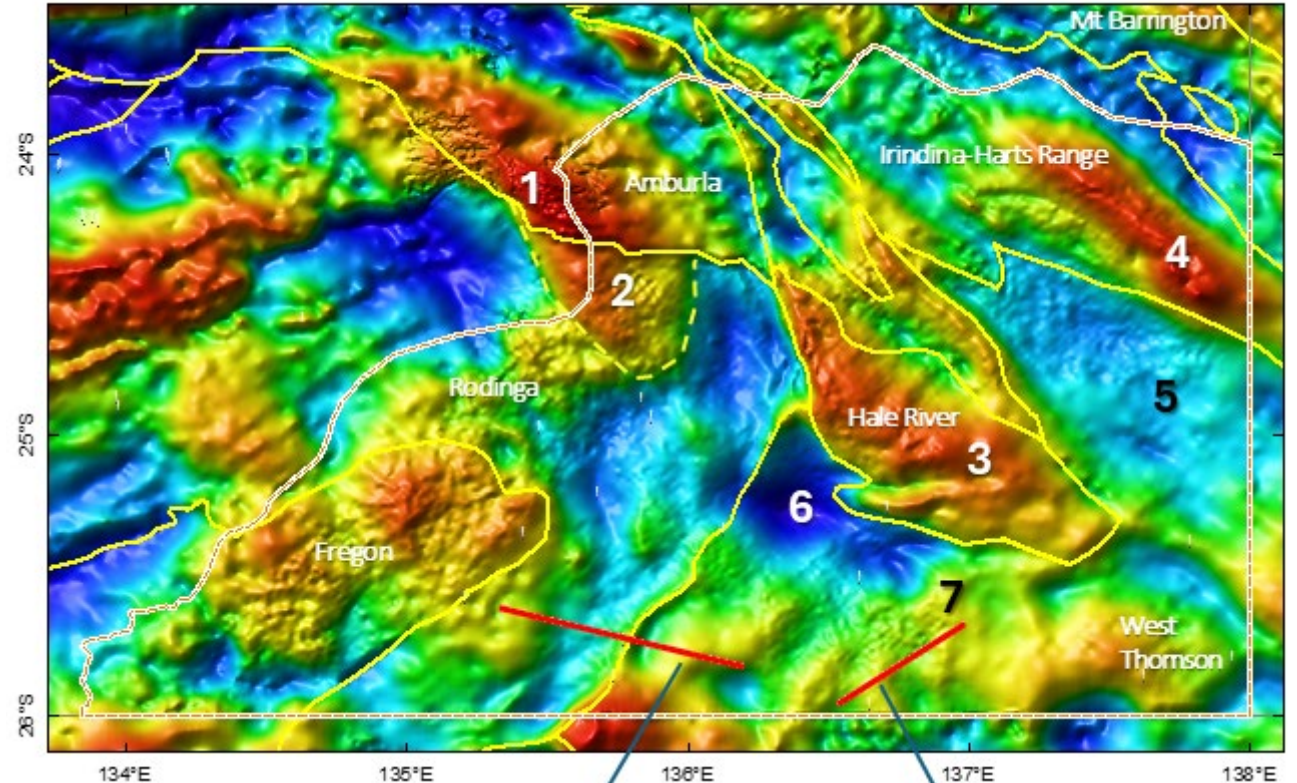 Mt Barrington
24°S
Irindina-Harts Range
1
Amburla
4
2
Rodinga
5
25°S
Hale River
3
6
Fregon
7
West
Thomson
26°S
134°E
135°E
136°E
137°E
138°E